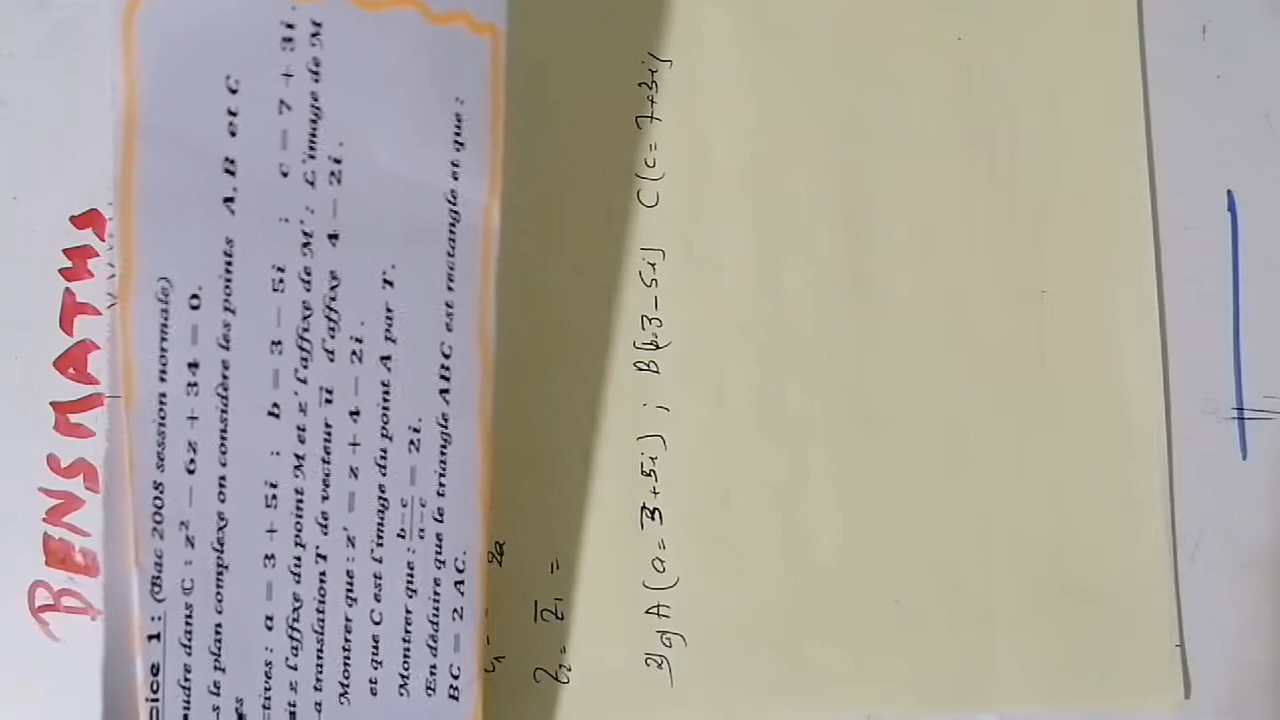 BENSMATHS
cice 1 : (Bac 2008 session normale)
udre dans ℂ : z² − 6z + 34 = 0.
s le plan complexe on considère les points A, B et C
es
ctives : a = 3 + 5i ; b = 3 − 5i ; c = 7 + 3i .
it z l'affixe du point M et z' l'affixe de M' : L'image de M
a translation T de vecteur u⃗ d'affixe 4 − 2i .
Montrer que : z' = z + 4 − 2i .
et que C est l'image du point A par T.
Montrer que : (b−c)/(a−c) = 2i.
En déduire que le triangle ABC est rectangle et que :
BC = 2 AC.
2a
Z₂ = Z̄₁ =
2) a) A(a = 3+5i) ; B(b=3−5i) C(c = 7+3i)